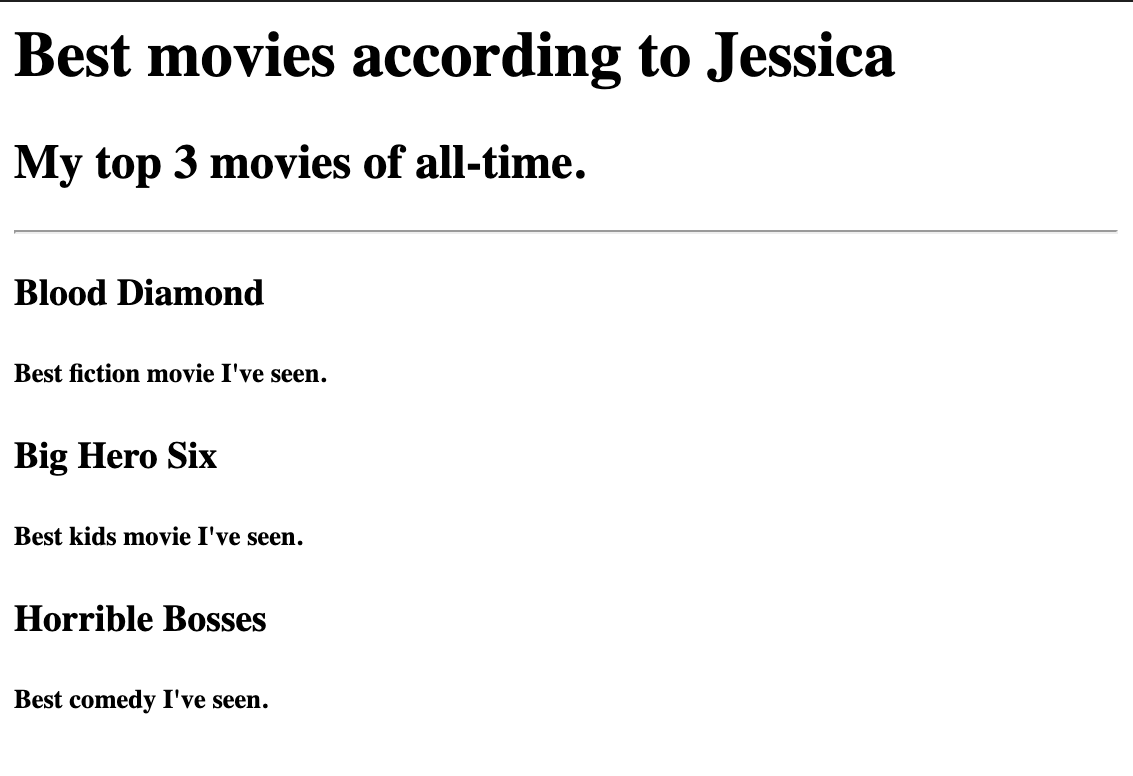 Best movies according to Jessica
My top 3 movies of all-time.
Blood Diamond
Best fiction movie I've seen.
Big Hero Six
Best kids movie I've seen.
Horrible Bosses
Best comedy I've seen.